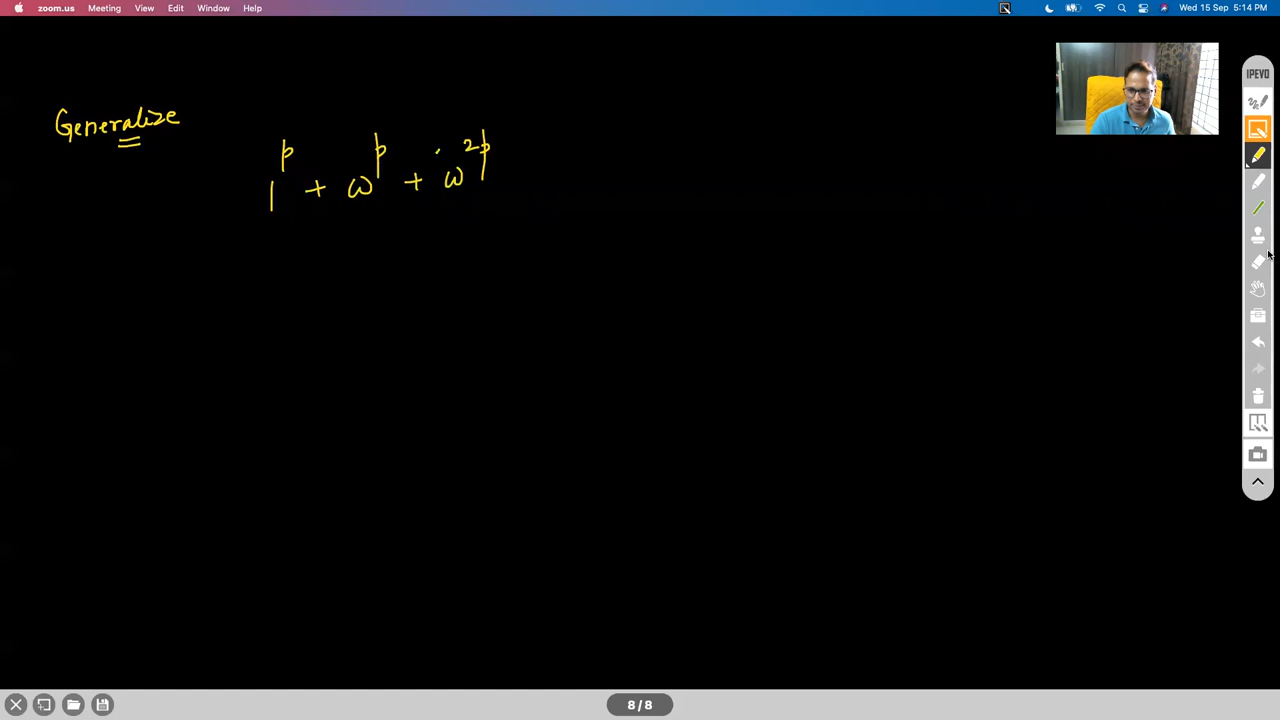 zoom.us Meeting View Edit Window Help Wed 15 Sep 5:14 PM
IPEVO
Generalize
1^p + ω^p + ω^2p
8/8